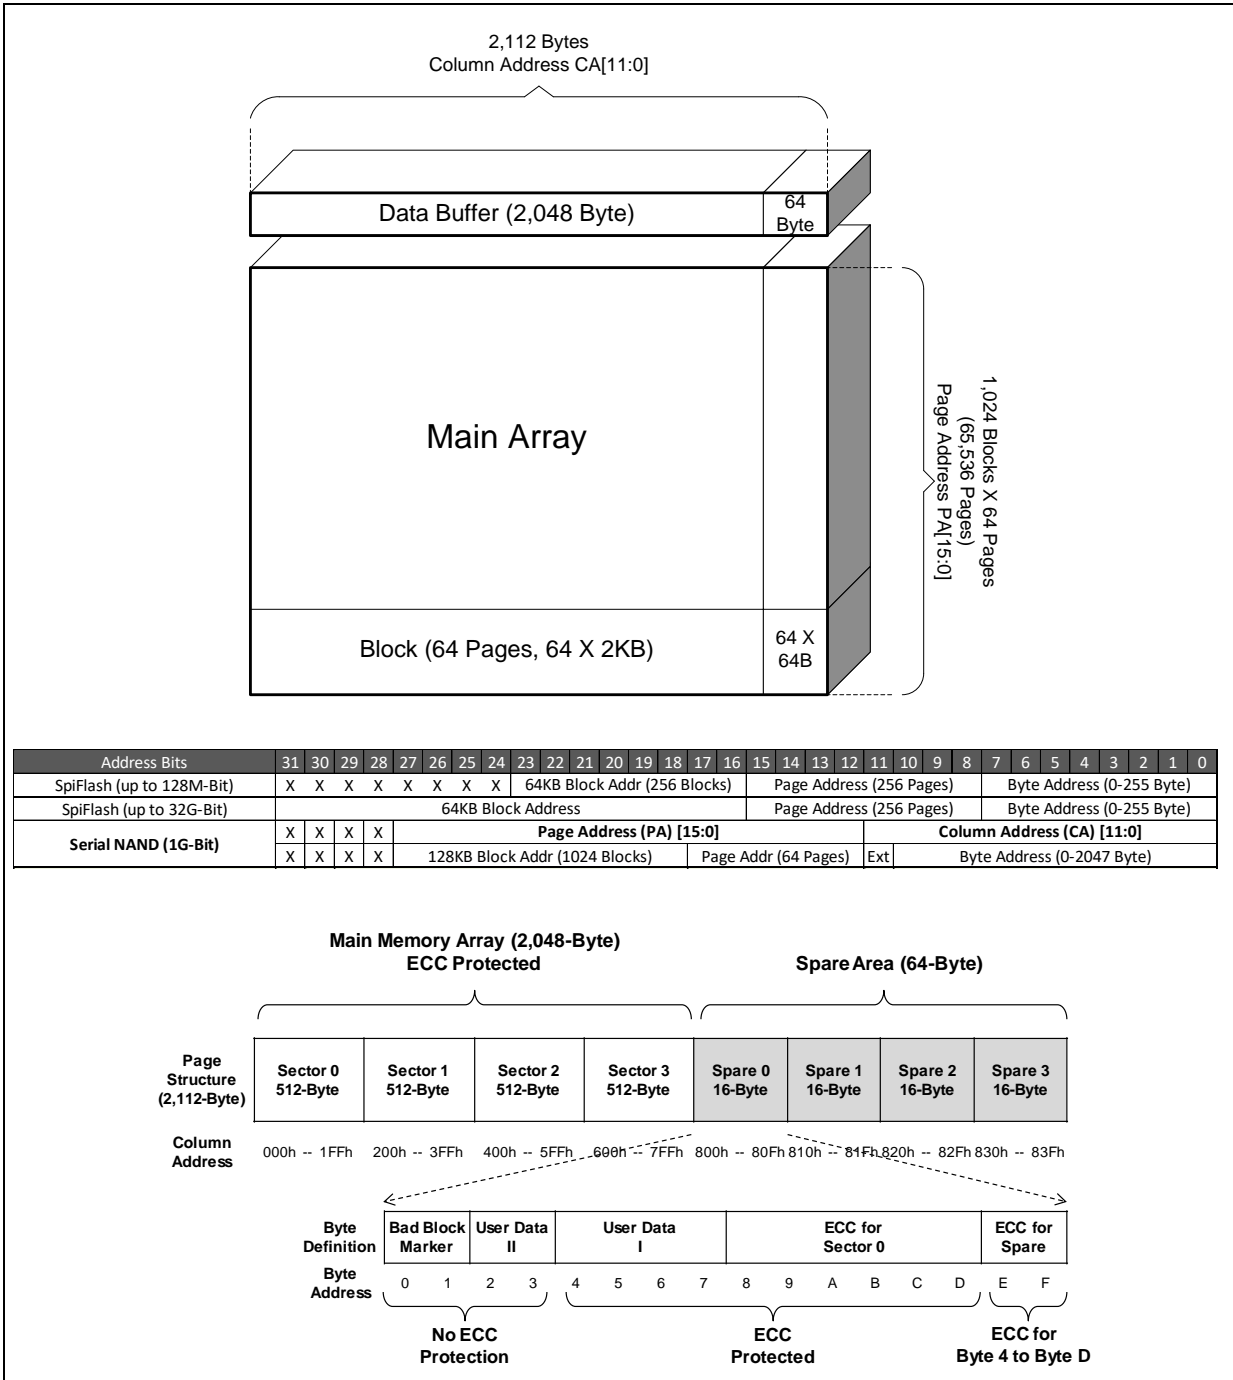 2,112 Bytes
Column Address CA[11:0]
Data Buffer (2,048 Byte)
64
Byte
Main Array
1,024 Blocks X 64 Pages
(65,536 Pages)
Page Address PA[15:0]
Block (64 Pages, 64 X 2KB)
64 X
64B
Address Bits 31 30 29 28 27 26 25 24 23 22 21 20 19 18 17 16 15 14 13 12 11 10 9 8 7 6 5 4 3 2 1 0
SpiFlash (up to 128M-Bit) X X X X X X X X 64KB Block Addr (256 Blocks) Page Address (256 Pages) Byte Address (0-255 Byte)
SpiFlash (up to 32G-Bit) 64KB Block Address Page Address (256 Pages) Byte Address (0-255 Byte)
Serial NAND (1G-Bit) X X X X Page Address (PA) [15:0] Column Address (CA) [11:0]
X X X X 128KB Block Addr (1024 Blocks) Page Addr (64 Pages) Ext Byte Address (0-2047 Byte)
Main Memory Array (2,048-Byte)
ECC Protected
Spare Area (64-Byte)
Page
Structure
(2,112-Byte)
Sector 0
512-Byte
Sector 1
512-Byte
Sector 2
512-Byte
Sector 3
512-Byte
Spare 0
16-Byte
Spare 1
16-Byte
Spare 2
16-Byte
Spare 3
16-Byte
Column
Address
000h -- 1FFh 200h -- 3FFh 400h -- 5FFh 600h -- 7FFh 800h -- 80Fh 810h -- 81Fh 820h -- 82Fh 830h -- 83Fh
Byte
Definition
Bad Block
Marker
User Data
II
User Data
I
ECC for
Sector 0
ECC for
Spare
Byte
Address
0 1 2 3 4 5 6 7 8 9 A B C D E F
No ECC
Protection
ECC
Protected
ECC for
Byte 4 to Byte D